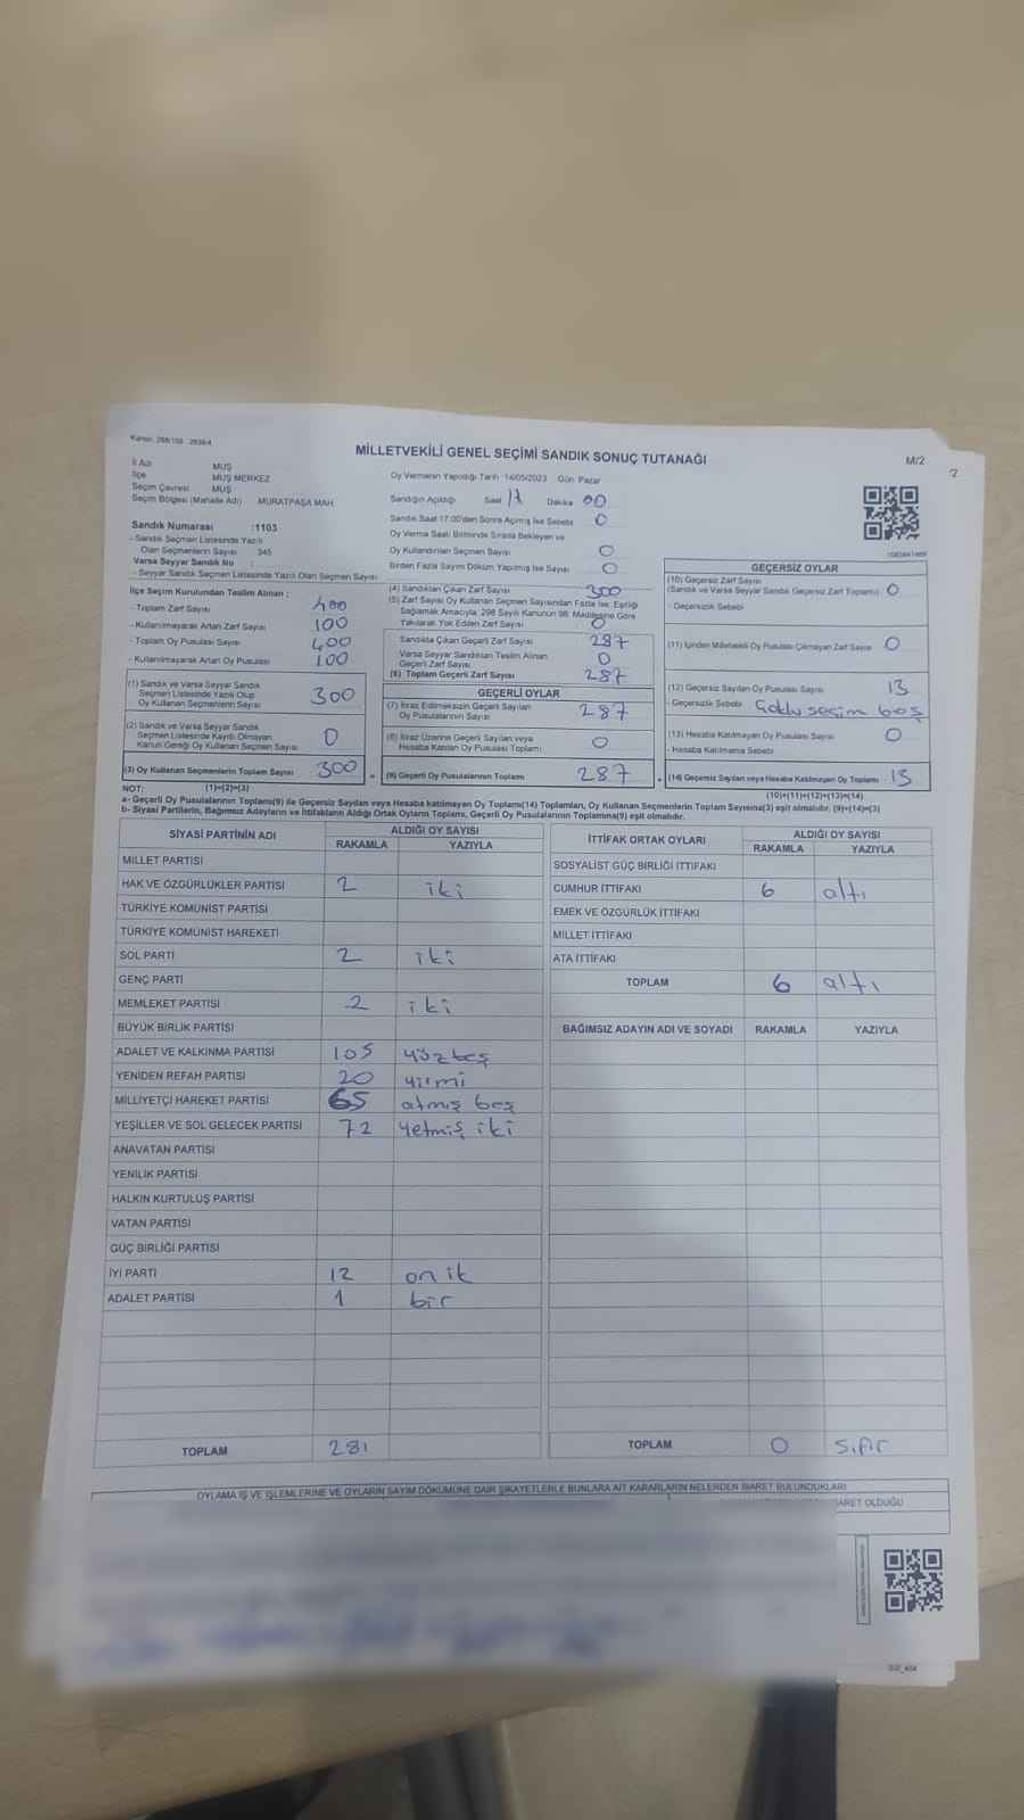 Kanun: 298/105 2839/4
MİLLETVEKİLİ GENEL SEÇİMİ SANDIK SONUÇ TUTANAĞI
M/2
2
İl Adı MUŞ
İlçe MUŞ MERKEZ
Seçim Çevresi MUŞ
Seçim Bölgesi (Mahalle Adı) MURATPAŞA MAH.
Sandık Numarası :1103
- Sandık Seçmen Listesinde Yazılı
Olan Seçmenlerin Sayısı 345
Varsa Seyyar Sandık No
- Seyyar Sandık Seçmen Listesinde Yazılı Olan Seçmen Sayısı
Oy Vermenin Yapıldığı Tarih :14/05/2023 Gün Pazar
Sandığın Açıldığı Saat 17 Dakika 00
Sandık Saat 17:00'den Sonra Açılmış İse Sebebi 0
Oy Verme Saati Bitiminde Sırada Bekleyen ve
Oy Kullandırılan Seçmen Sayısı 0
Birden Fazla Sayım Döküm Yapılmış İse Sayısı 0
İlçe Seçim Kurulundan Teslim Alınan :
- Toplam Zarf Sayısı 400
- Kullanılmayarak Artan Zarf Sayısı 100
- Toplam Oy Pusulası Sayısı 400
- Kullanılmayarak Artan Oy Pusulası 100
(1) Sandık ve Varsa Seyyar Sandık
Seçmen Listesinde Yazılı Olup
Oy Kullanan Seçmenlerin Sayısı 300
(2) Sandık ve Varsa Seyyar Sandık
Seçmen Listesinde Kayıtlı Olmayan
Kanun Gereği Oy Kullanan Seçmen Sayısı 0
(3) Oy Kullanan Seçmenlerin Toplam Sayısı 300
(1)+(2)=(3)
(4) Sandıktan Çıkan Zarf Sayısı 300
(5) Zarf Sayısı Oy Kullanan Seçmen Sayısından Fazla İse, Eşitliği
Sağlamak Amacıyla, 298 Sayılı Kanunun 98. Maddesine Göre
Yakılarak Yok Edilen Zarf Sayısı 0
Sandıkta Çıkan Geçerli Zarf Sayısı 287
Varsa Seyyar Sandıktan Teslim Alınan
Geçerli Zarf Sayısı 0
(6) Toplam Geçerli Zarf Sayısı 287
GEÇERLİ OYLAR
(7) İtiraz Edilmeksizin Geçerli Sayılan
Oy Pusulalarının Sayısı 287
(8) İtiraz Üzerine Geçerli Sayılan veya
Hesaba Katılan Oy Pusulası Toplamı 0
(9) Geçerli Oy Pusulalarının Toplamı 287
GEÇERSİZ OYLAR
(10) Geçersiz Zarf Sayısı
(Sandık ve Varsa Seyyar Sandık Geçersiz Zarf Toplamı) 0
- Geçersizlik Sebebi
(11) İçinden Milletvekili Oy Pusulası Çıkmayan Zarf Sayısı 0
(12) Geçersiz Sayılan Oy Pusulası Sayısı 13
- Geçersizlik Sebebi Çoklu seçim boş
(13) Hesaba Katılmayan Oy Pusulası Sayısı 0
- Hesaba Katılmama Sebebi
(14) Geçersiz Sayılan veya Hesaba Katılmayan Oy Toplamı 13
(10)+(11)+(12)+(13)=(14)
NOT:
a- Geçerli Oy Pusulalarının Toplamı(9) ile Geçersiz Sayılan veya Hesaba katılmayan Oy Toplamı(14) Toplamları, Oy Kullanan Seçmenlerin Toplam Sayısına(3) eşit olmalıdır. (9)+(14)=(3)
b- Siyasi Partilerin, Bağımsız Adayların ve İttifakların Aldığı Ortak Oyların Toplamı, Geçerli Oy Pusulalarının Toplamına(9) eşit olmalıdır.
SİYASİ PARTİNİN ADI ALDIĞI OY SAYISI
RAKAMLA YAZIYLA
MİLLET PARTİSİ
HAK VE ÖZGÜRLÜKLER PARTİSİ 2 iki
TÜRKİYE KOMÜNİST PARTİSİ
TÜRKİYE KOMÜNİST HAREKETİ
SOL PARTİ 2 iki
GENÇ PARTİ
MEMLEKET PARTİSİ 2 iki
BÜYÜK BİRLİK PARTİSİ
ADALET VE KALKINMA PARTİSİ 105 yüzbeş
YENİDEN REFAH PARTİSİ 20 yirmi
MİLLİYETÇİ HAREKET PARTİSİ 65 atmış beş
YEŞİLLER VE SOL GELECEK PARTİSİ 72 yetmiş iki
ANAVATAN PARTİSİ
YENİLİK PARTİSİ
HALKIN KURTULUŞ PARTİSİ
VATAN PARTİSİ
GÜÇ BİRLİĞİ PARTİSİ
İYİ PARTİ 12 on ik
ADALET PARTİSİ 1 bir
TOPLAM 281
İTTİFAK ORTAK OYLARI ALDIĞI OY SAYISI
RAKAMLA YAZIYLA
SOSYALİST GÜÇ BİRLİĞİ İTTİFAKI
CUMHUR İTTİFAKI 6 altı
EMEK VE ÖZGÜRLÜK İTTİFAKI
MİLLET İTTİFAKI
ATA İTTİFAKI
TOPLAM 6 altı
BAĞIMSIZ ADAYIN ADI VE SOYADI RAKAMLA YAZIYLA
TOPLAM 0 sıfır
OYLAMA İŞ VE İŞLEMLERİNE VE OYLARIN SAYIM DÖKÜMÜNE DAİR ŞİKAYETLERLE BUNLARA AİT KARARLARIN NELERDEN İBARET BULUNDUKLARI
BARET OLDUĞU